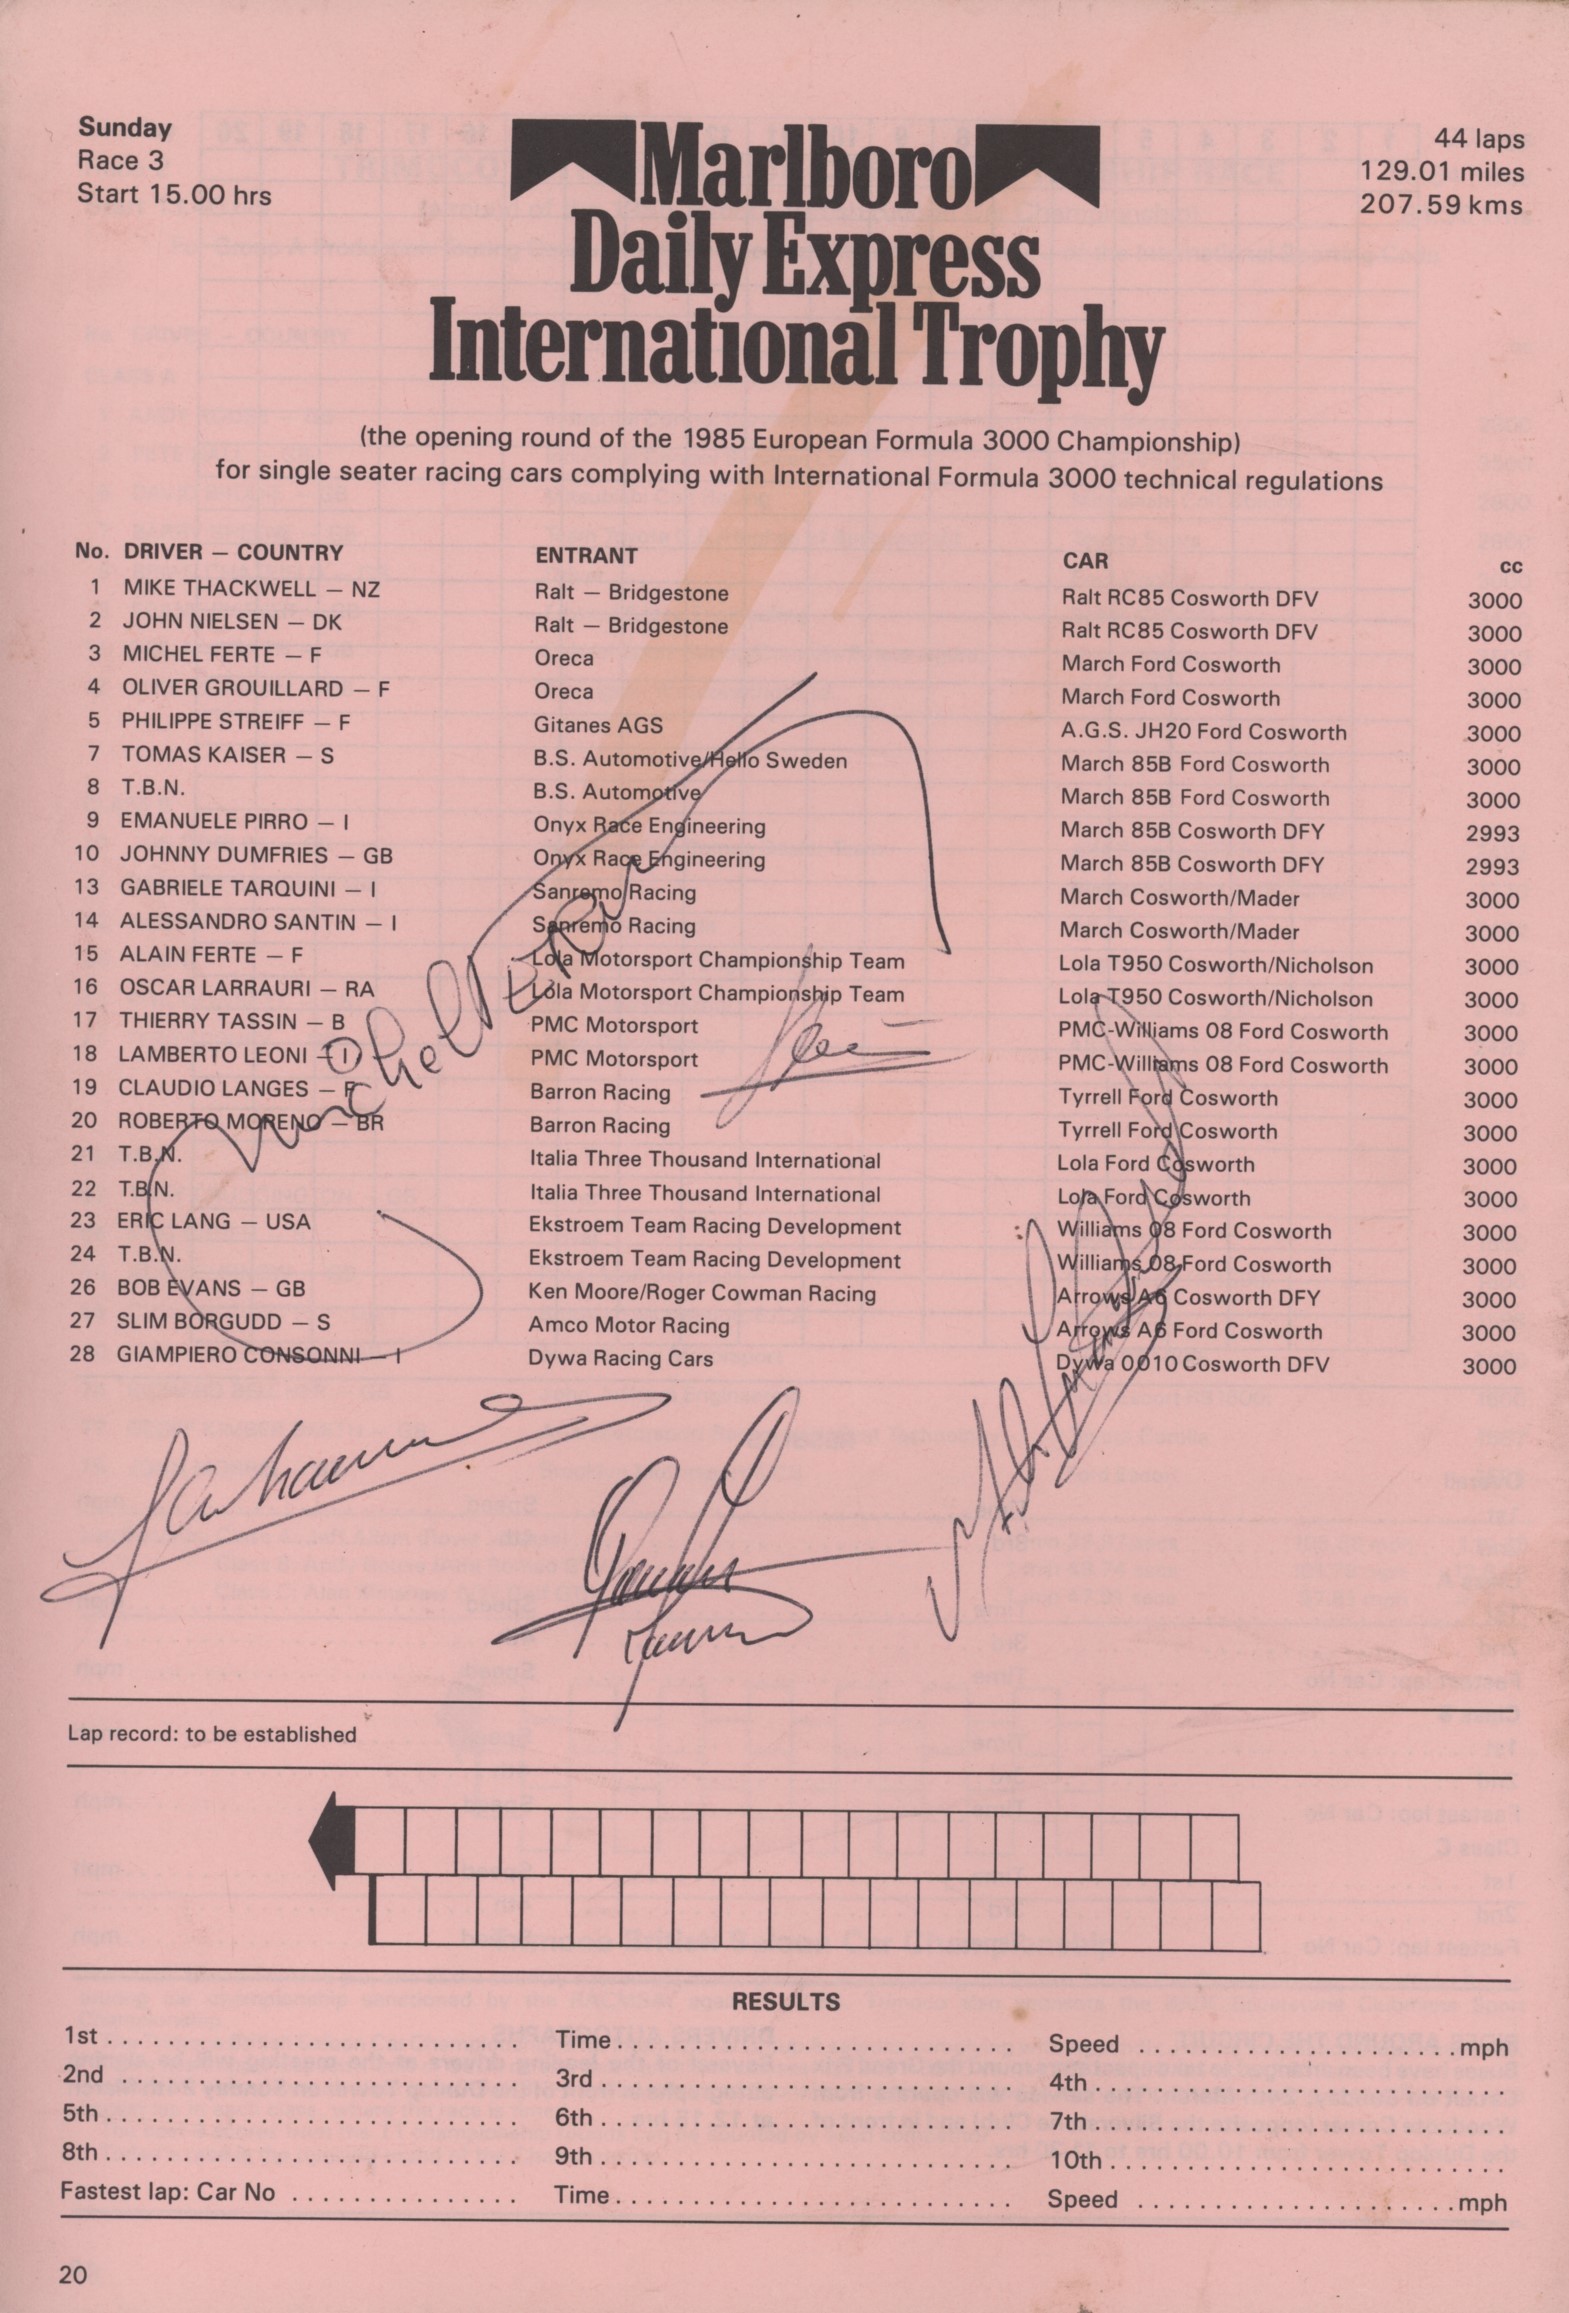 Sunday
Race 3
Start 15.00 hrs
44 laps
129.01 miles
207.59 kms
Marlboro
Daily Express
International Trophy
(the opening round of the 1985 European Formula 3000 Championship)
for single seater racing cars complying with International Formula 3000 technical regulations
No. DRIVER — COUNTRY ENTRANT CAR cc
1 MIKE THACKWELL — NZ Ralt — Bridgestone Ralt RC85 Cosworth DFV 3000
2 JOHN NIELSEN — DK Ralt — Bridgestone Ralt RC85 Cosworth DFV 3000
3 MICHEL FERTE — F Oreca March Ford Cosworth 3000
4 OLIVER GROUILLARD — F Oreca March Ford Cosworth 3000
5 PHILIPPE STREIFF — F Gitanes AGS A.G.S. JH20 Ford Cosworth 3000
7 TOMAS KAISER — S B.S. Automotive/Hello Sweden March 85B Ford Cosworth 3000
8 T.B.N. B.S. Automotive March 85B Ford Cosworth 3000
9 EMANUELE PIRRO — I Onyx Race Engineering March 85B Cosworth DFY 2993
10 JOHNNY DUMFRIES — GB Onyx Race Engineering March 85B Cosworth DFY 2993
13 GABRIELE TARQUINI — I Sanremo Racing March Cosworth/Mader 3000
14 ALESSANDRO SANTIN — I Sanremo Racing March Cosworth/Mader 3000
15 ALAIN FERTE — F Lola Motorsport Championship Team Lola T950 Cosworth/Nicholson 3000
16 OSCAR LARRAURI — RA Lola Motorsport Championship Team Lola T950 Cosworth/Nicholson 3000
17 THIERRY TASSIN — B PMC Motorsport PMC-Williams 08 Ford Cosworth 3000
18 LAMBERTO LEONI — I PMC Motorsport PMC-Williams 08 Ford Cosworth 3000
19 CLAUDIO LANGES — F Barron Racing Tyrrell Ford Cosworth 3000
20 ROBERTO MORENO — BR Barron Racing Tyrrell Ford Cosworth 3000
21 T.B.N. Italia Three Thousand International Lola Ford Cosworth 3000
22 T.B.N. Italia Three Thousand International Lola Ford Cosworth 3000
23 ERIC LANG — USA Ekstroem Team Racing Development Williams 08 Ford Cosworth 3000
24 T.B.N. Ekstroem Team Racing Development Williams 08 Ford Cosworth 3000
26 BOB EVANS — GB Ken Moore/Roger Cowman Racing Arrows A6 Cosworth DFY 3000
27 SLIM BORGUDD — S Amco Motor Racing Arrows A6 Ford Cosworth 3000
28 GIAMPIERO CONSONNI — I Dywa Racing Cars Dywa 0010 Cosworth DFV 3000
Michel
Lap record: to be established
RESULTS
1st Time Speed mph
2nd 3rd 4th
5th 6th 7th
8th 9th 10th
Fastest lap: Car No Time Speed mph
20